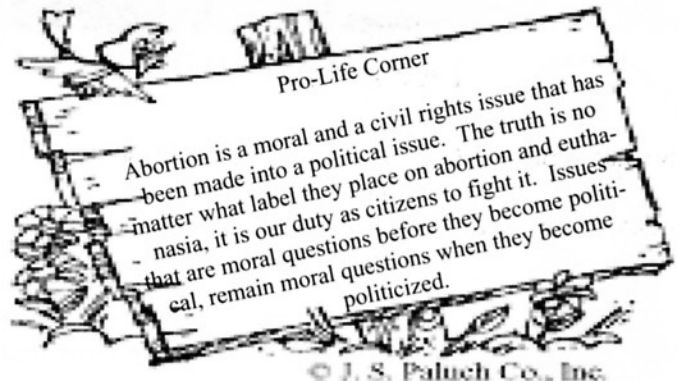 Pro-Life Corner
Abortion is a moral and a civil rights issue that has
been made into a political issue. The truth is no
matter what label they place on abortion and eutha-
nasia, it is our duty as citizens to fight it. Issues
that are moral questions before they become politi-
cal, remain moral questions when they become
politicized.
© J. S. Paluch Co., Inc.